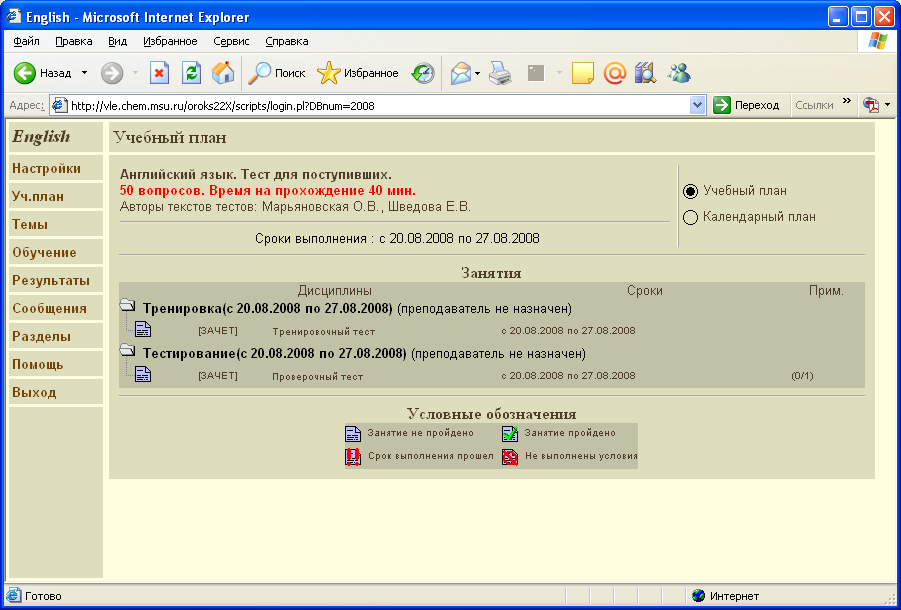 English - Microsoft Internet Explorer
Файл Правка Вид Избранное Сервис Справка
Назад Поиск Избранное
Адрес: http://vle.chem.msu.ru/oroks22X/scripts/login.pl?DBnum=2008 Переход Ссылки »
English
Учебный план
Настройки
Уч.план
Темы
Обучение
Результаты
Сообщения
Разделы
Помощь
Выход
Английский язык. Тест для поступивших.
50 вопросов. Время на прохождение 40 мин.
Авторы текстов тестов: Марьяновская О.В., Шведова Е.В.
Сроки выполнения : с 20.08.2008 по 27.08.2008
Учебный план
Календарный план
Занятия
Дисциплины Сроки Прим.
Тренировка(с 20.08.2008 по 27.08.2008) (преподаватель не назначен)
[ЗАЧЕТ] Тренировочный тест с 20.08.2008 по 27.08.2008
Тестирование(с 20.08.2008 по 27.08.2008) (преподаватель не назначен)
[ЗАЧЕТ] Проверочный тест с 20.08.2008 по 27.08.2008 (0/1)
Условные обозначения
Занятие не пройдено Занятие пройдено
Срок выполнения прошел Не выполнены условия
Готово Интернет